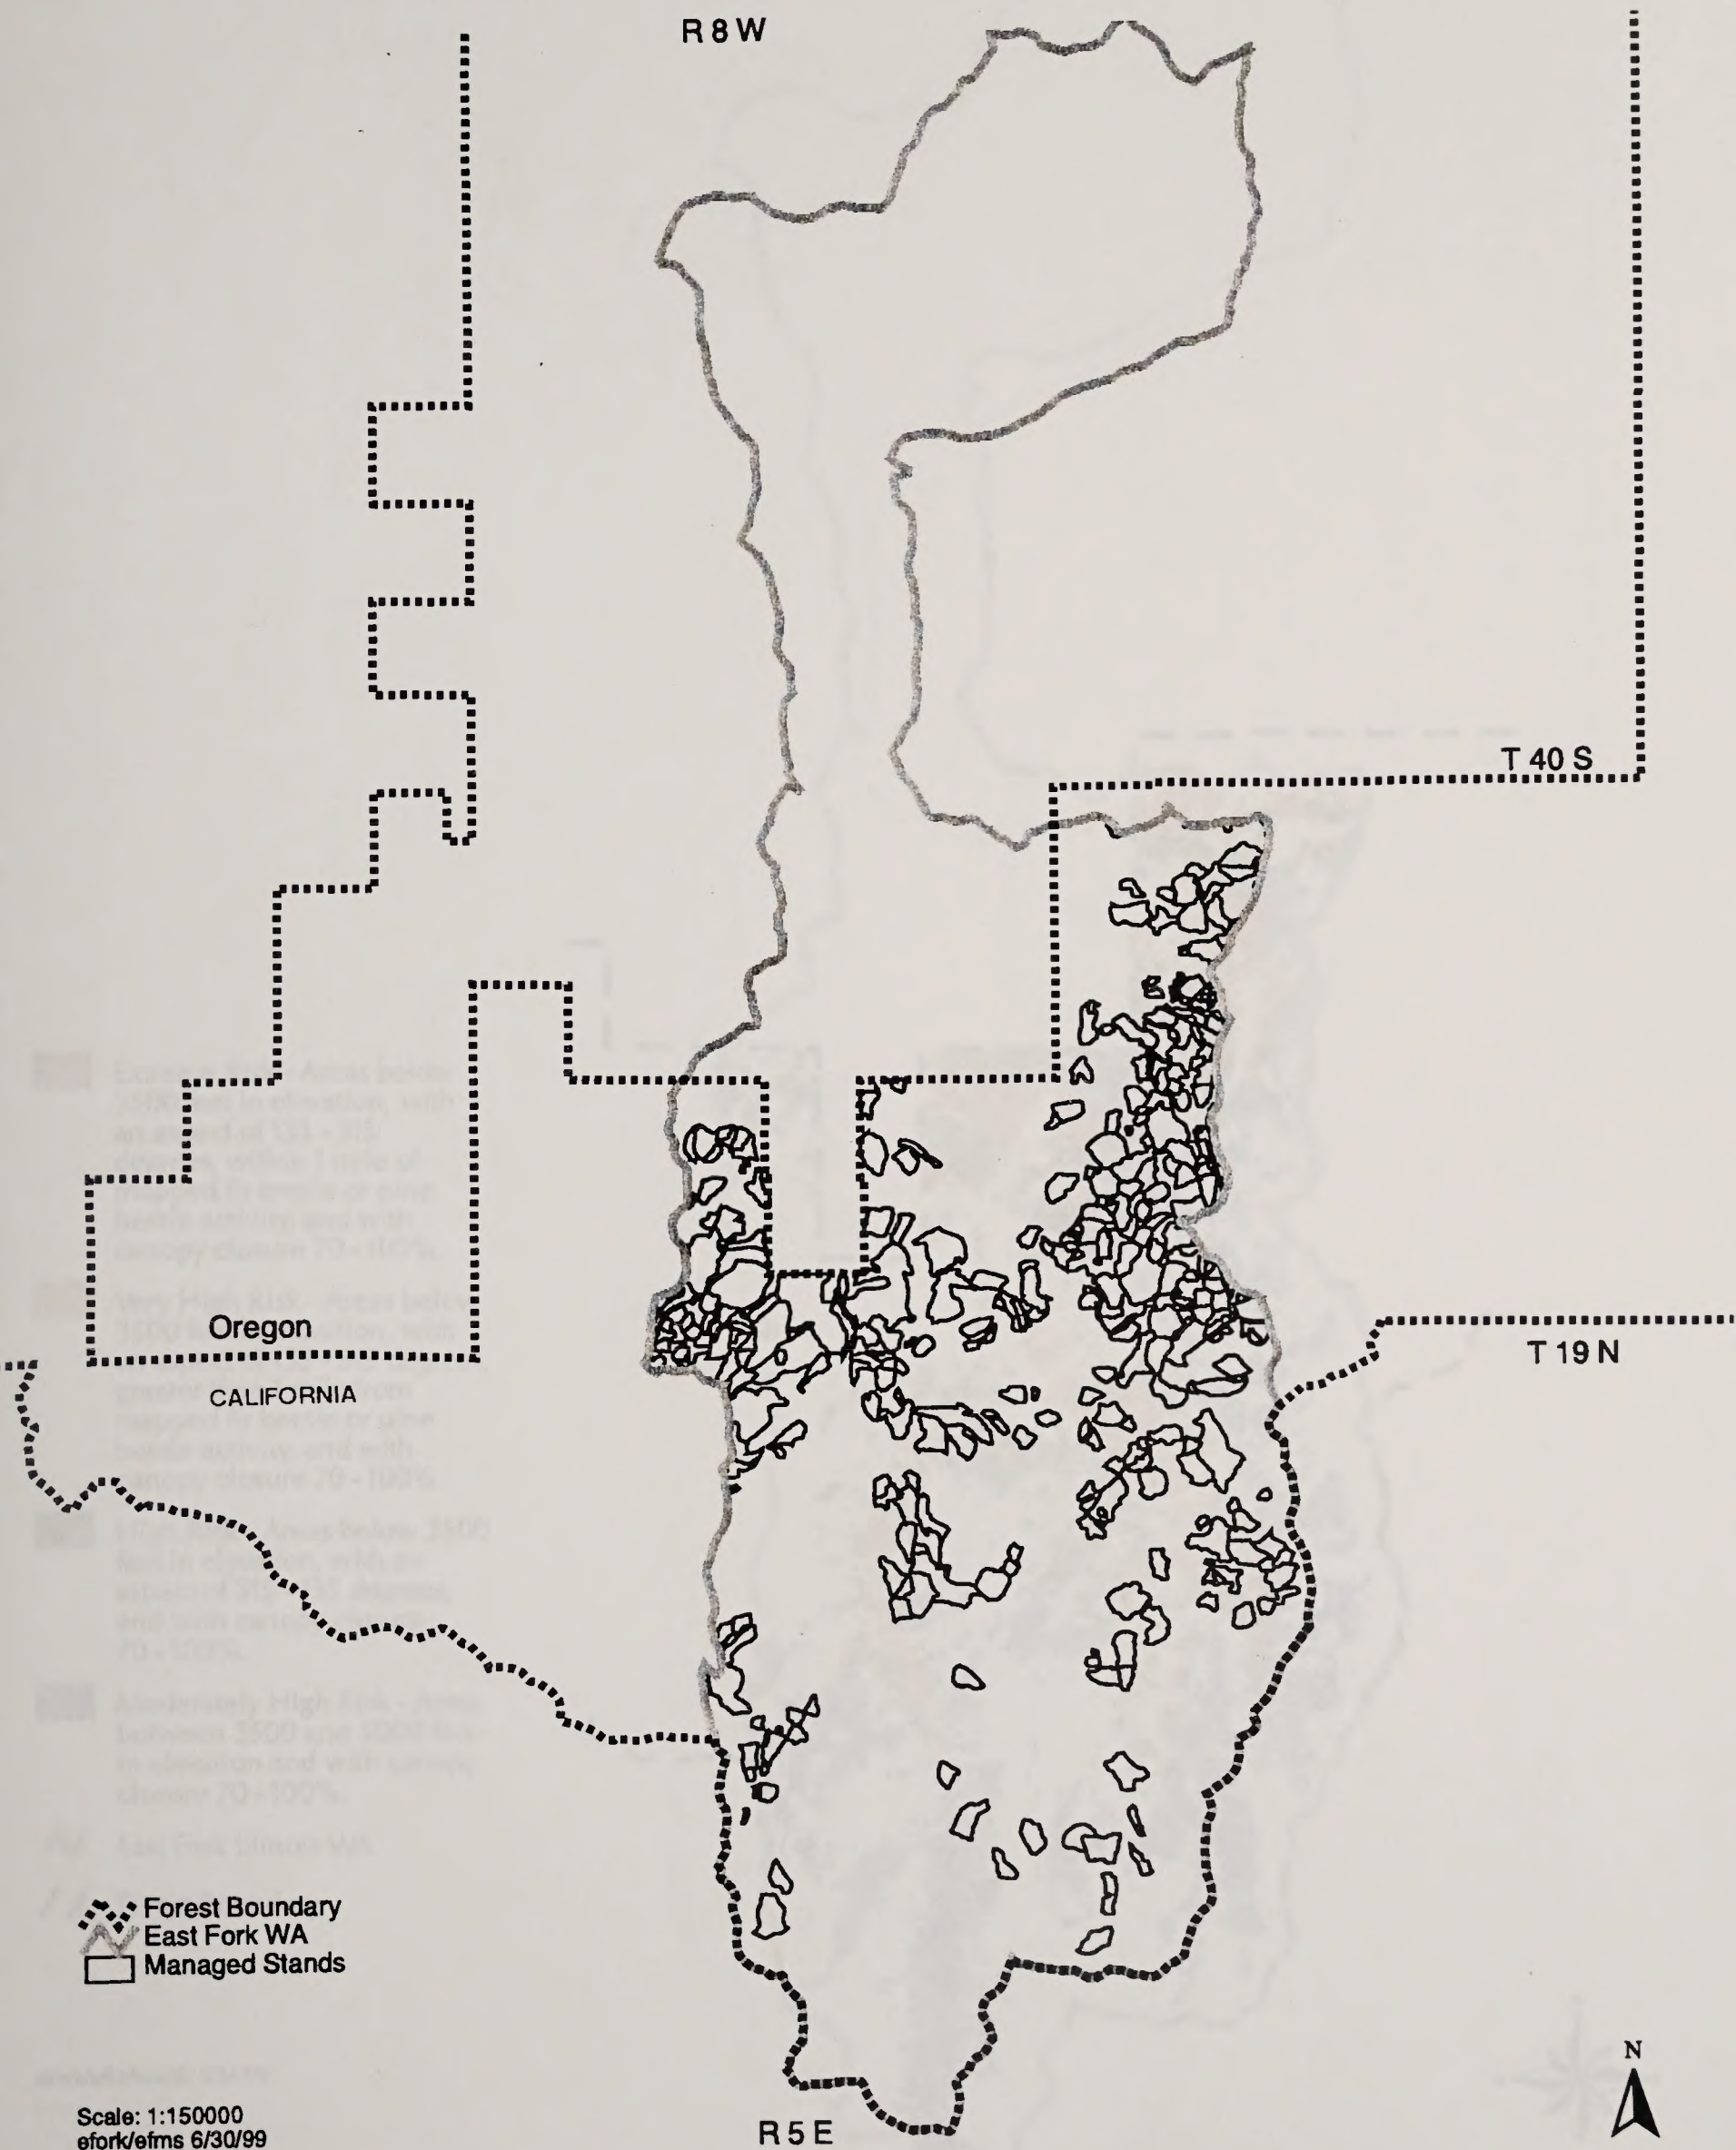 R 8 W
T 40 S
Oregon
T 19 N
CALIFORNIA
Forest Boundary
East Fork WA
Managed Stands
N
Scale: 1:150000
efork/efms 6/30/99
R 5 E